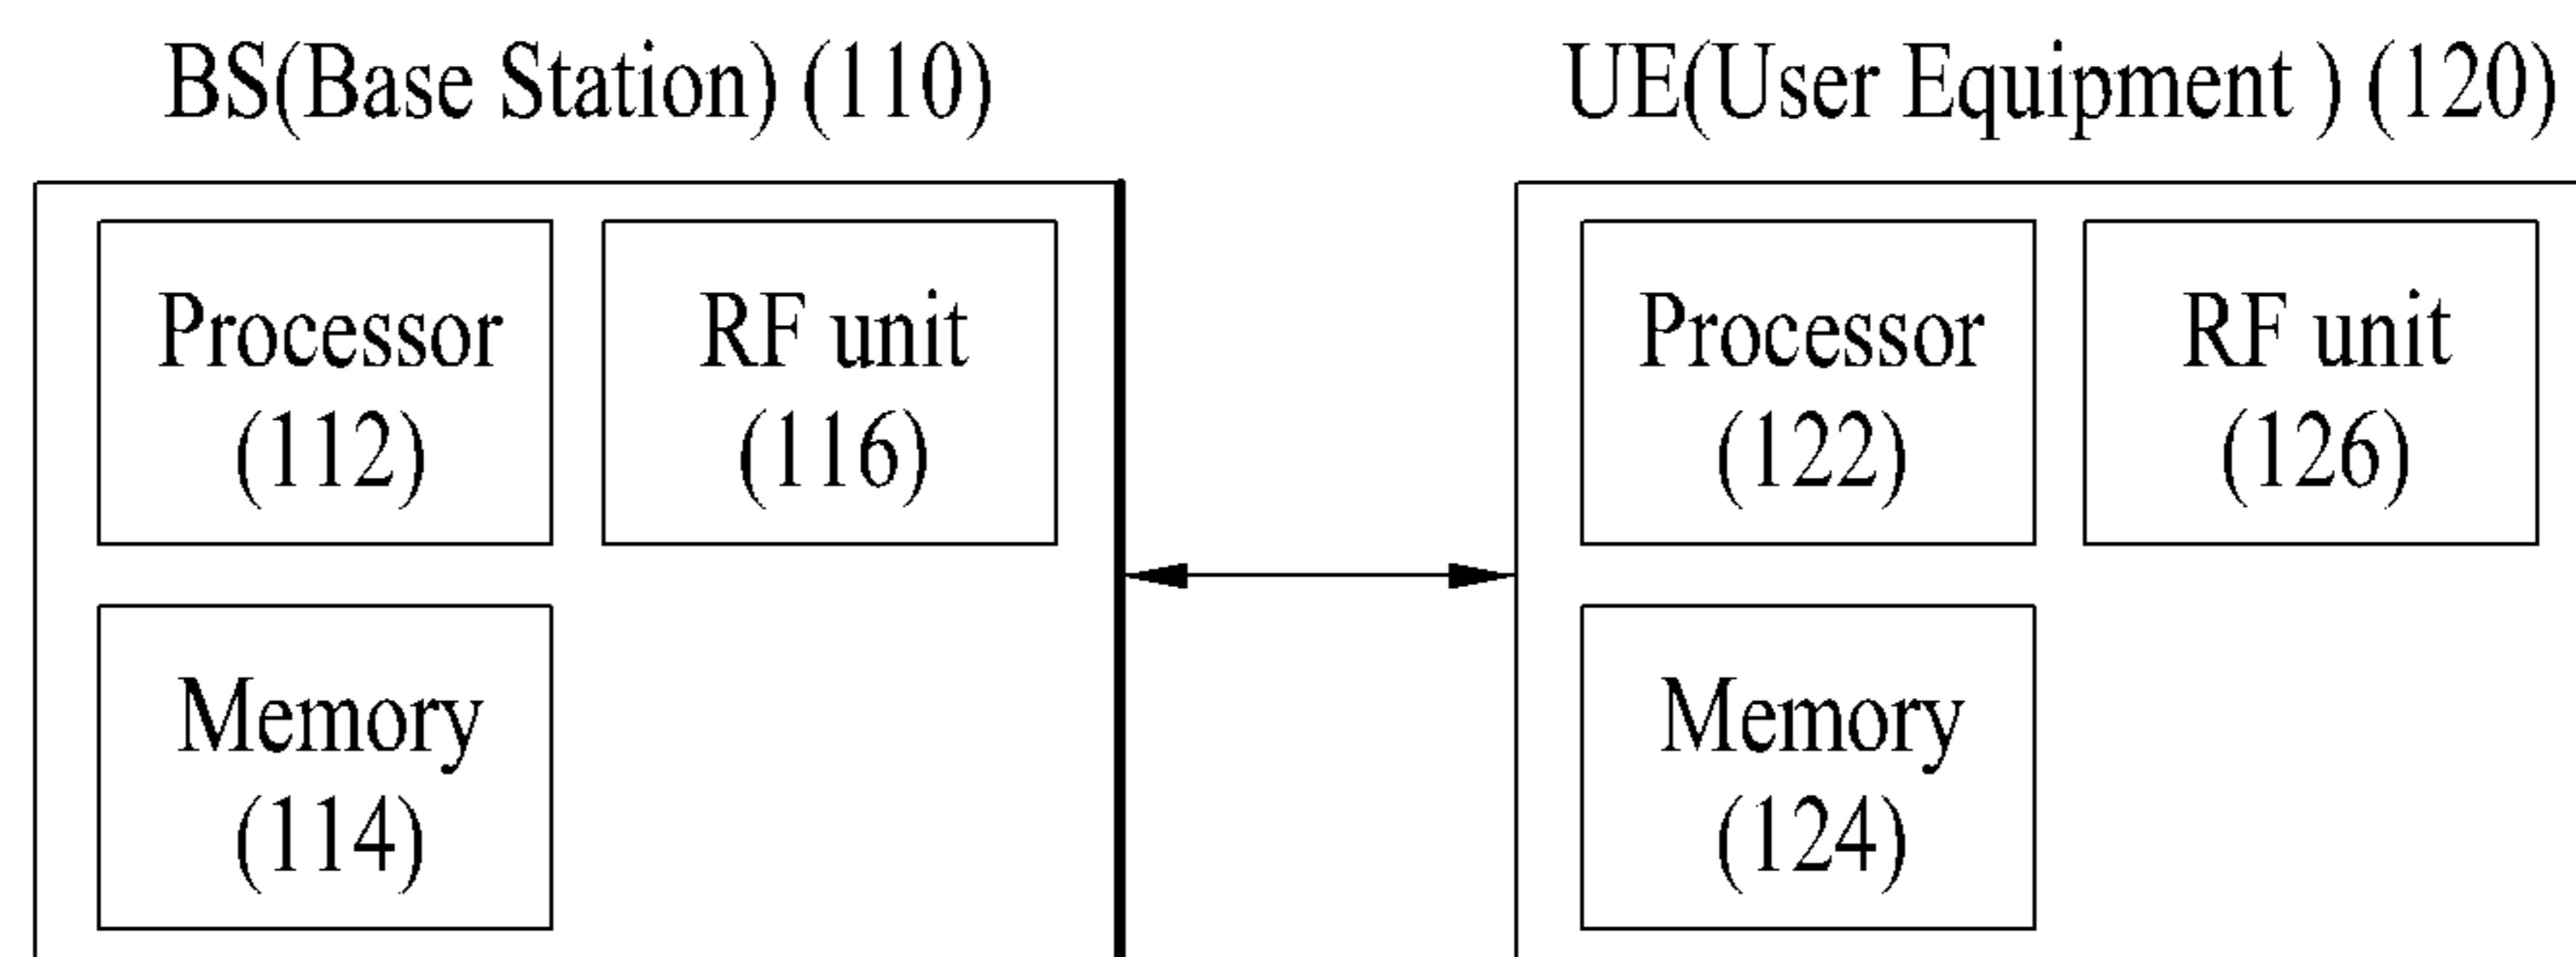 BS(Base Station) (110)
UE(User Equipment ) (120)
Processor
(112)
RF unit
(116)
Memory
(114)
Processor
(122)
RF unit
(126)
Memory
(124)